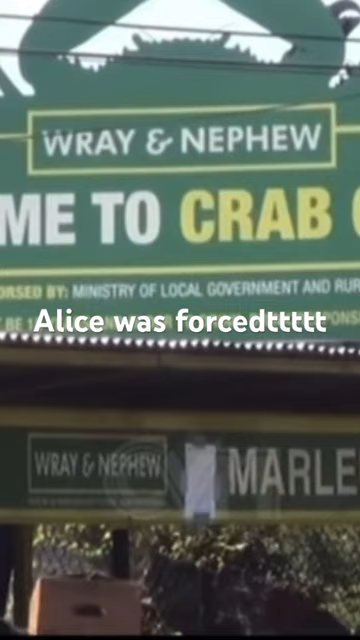 WRAY & NEPHEW
ME TO CRAB
ORSED BY: MINISTRY OF LOCAL GOVERNMENT AND RUR
Alice was forcedttttt
WRAY & NEPHEW
MARLE